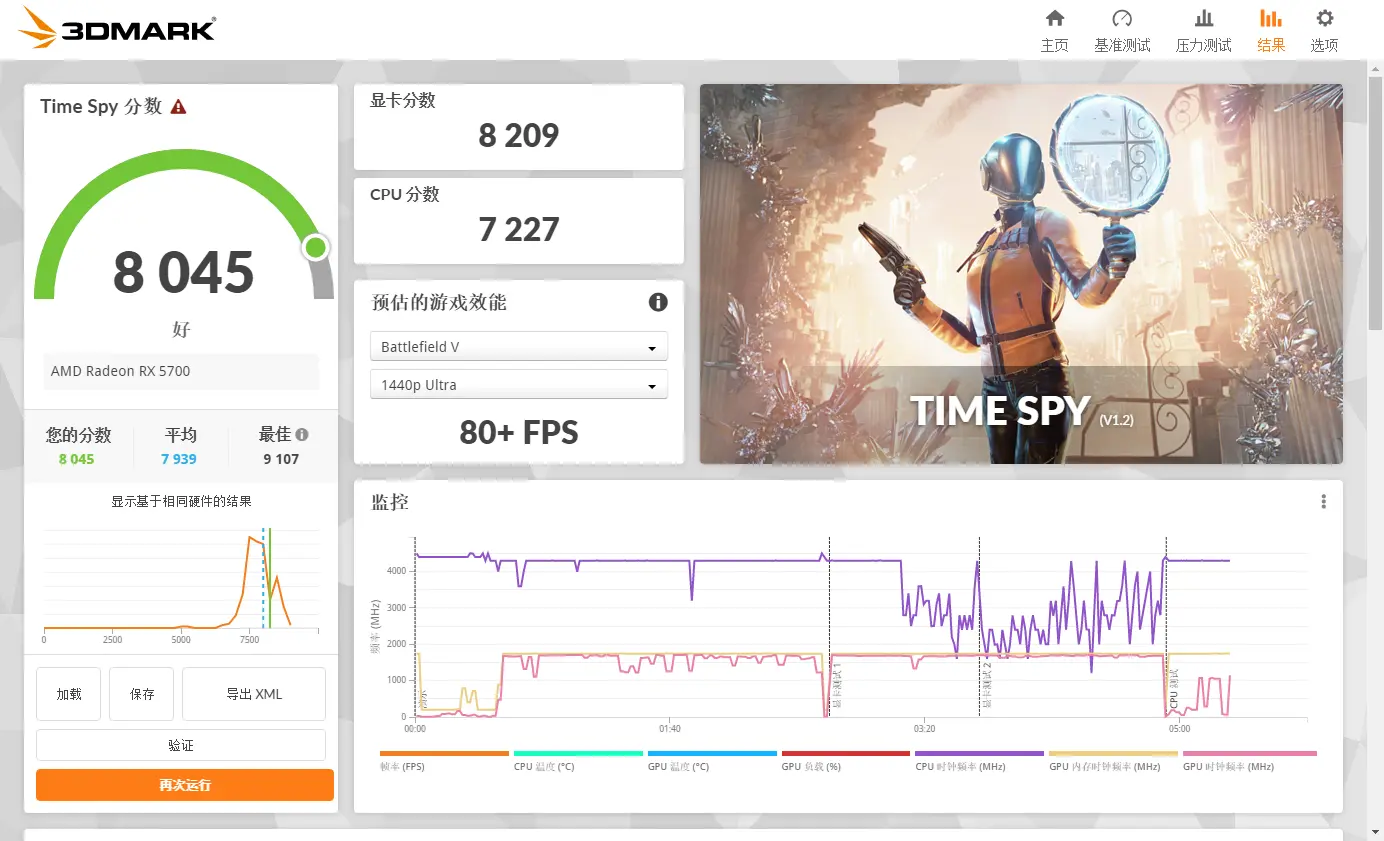 3DMARK
主页
基准测试
压力测试
结果
选项
Time Spy 分数
8 045
好
AMD Radeon RX 5700
您的分数
平均
最佳
8 045
7 939
9 107
显示基于相同硬件的结果
0
2500
5000
7500
加载
保存
导出 XML
验证
再次运行
显卡分数
8 209
CPU 分数
7 227
预估的游戏效能
Battlefield V
1440p Ultra
80+ FPS
TIME SPY (V1.2)
监控
频率 (MHz)
4000
3000
2000
1000
0
演示
显卡测试 1
显卡测试 2
CPU 测试
00:00
01:40
03:20
05:00
帧率 (FPS)
CPU 温度 (°C)
GPU 温度 (°C)
GPU 负载 (%)
CPU 时钟频率 (MHz)
GPU 内存时钟频率 (MHz)
GPU 时钟频率 (MHz)